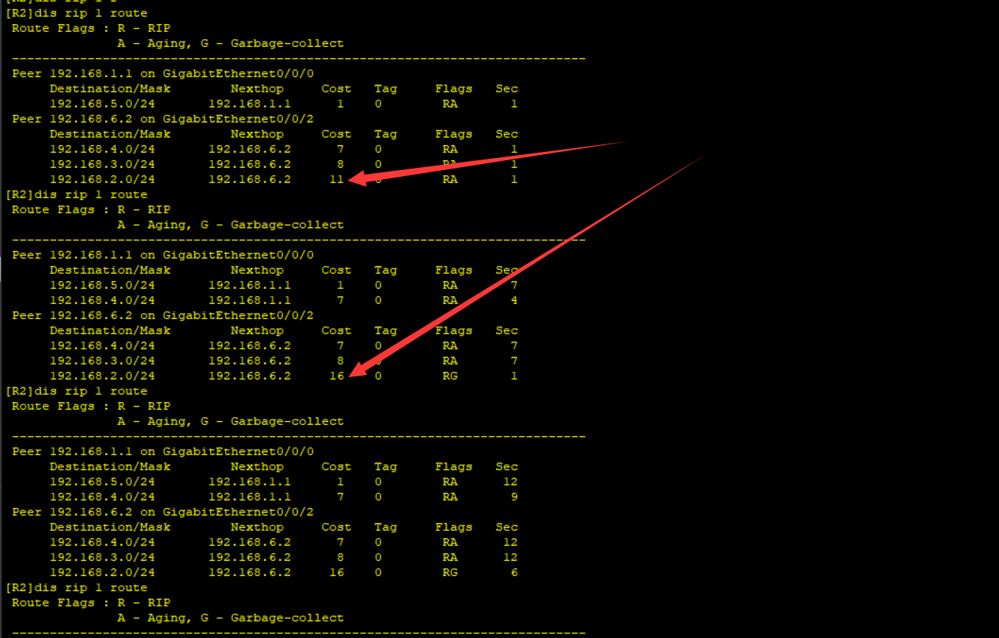 [R2]dis rip 1 route
Route Flags : R - RIP
A - Aging, G - Garbage-collect
----------------------------------------------------------------------------
Peer 192.168.1.1 on GigabitEthernet0/0/0
Destination/Mask Nexthop Cost Tag Flags Sec
192.168.5.0/24 192.168.1.1 1 0 RA 1
Peer 192.168.6.2 on GigabitEthernet0/0/2
Destination/Mask Nexthop Cost Tag Flags Sec
192.168.4.0/24 192.168.6.2 7 0 RA 1
192.168.3.0/24 192.168.6.2 8 0 RA 1
192.168.2.0/24 192.168.6.2 11 0 RA 1
[R2]dis rip 1 route
Route Flags : R - RIP
A - Aging, G - Garbage-collect
----------------------------------------------------------------------------
Peer 192.168.1.1 on GigabitEthernet0/0/0
Destination/Mask Nexthop Cost Tag Flags Sec
192.168.5.0/24 192.168.1.1 1 0 RA 7
192.168.4.0/24 192.168.1.1 7 0 RA 4
Peer 192.168.6.2 on GigabitEthernet0/0/2
Destination/Mask Nexthop Cost Tag Flags Sec
192.168.4.0/24 192.168.6.2 7 0 RA 7
192.168.3.0/24 192.168.6.2 8 0 RA 7
192.168.2.0/24 192.168.6.2 16 0 RG 1
[R2]dis rip 1 route
Route Flags : R - RIP
A - Aging, G - Garbage-collect
----------------------------------------------------------------------------
Peer 192.168.1.1 on GigabitEthernet0/0/0
Destination/Mask Nexthop Cost Tag Flags Sec
192.168.5.0/24 192.168.1.1 1 0 RA 12
192.168.4.0/24 192.168.1.1 7 0 RA 9
Peer 192.168.6.2 on GigabitEthernet0/0/2
Destination/Mask Nexthop Cost Tag Flags Sec
192.168.4.0/24 192.168.6.2 7 0 RA 12
192.168.3.0/24 192.168.6.2 8 0 RA 12
192.168.2.0/24 192.168.6.2 16 0 RG 6
[R2]dis rip 1 route
Route Flags : R - RIP
A - Aging, G - Garbage-collect
----------------------------------------------------------------------------